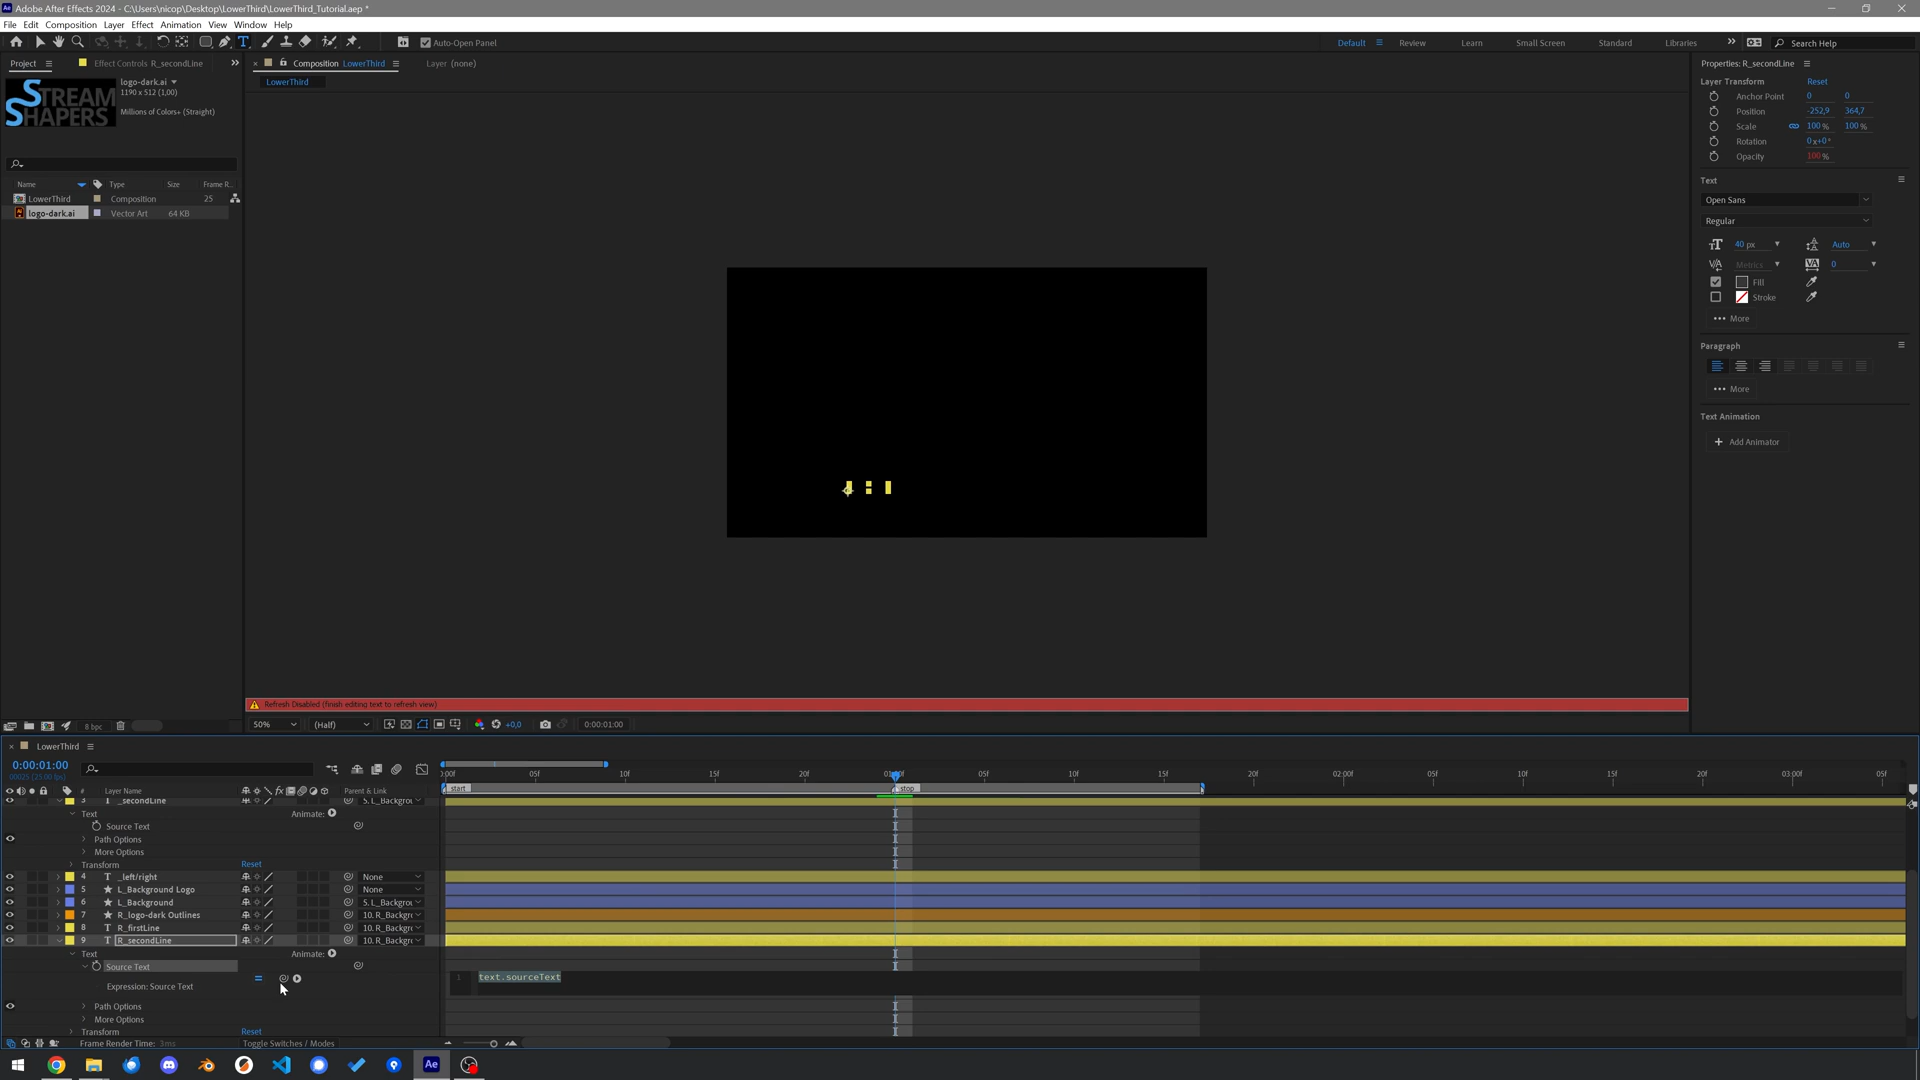 Adobe After Effects 2024 - C:\Users\nicop\Desktop\LowerThird\LowerThird_Tutorial.aep *
File Edit Composition Layer Effect Animation View Window Help
Auto-Open Panel
Default Review Learn Small Screen Standard Libraries
Search Help
Project
Effect Controls R_secondLine
Composition LowerThird
Layer (none)
LowerThird
STREAM
SHAPERS
logo-dark.ai
1190 x 512 (1,00)
Millions of Colors+ (Straight)
Name Type Size Frame R...
LowerThird Composition 25
logo-dark.ai Vector Art 64 KB
Properties: R_secondLine
Layer Transform Reset
Anchor Point 0 0
Position -252,9 364,7
Scale 100 % 100 %
Rotation 0x+0°
Opacity 100 %
Text
Open Sans
Regular
40 px Auto
Metrics 0
Fill
Stroke
More
Paragraph
More
Text Animation
Add Animator
Refresh Disabled (finish editing text to refresh view)
8 bpc
50% (Half) +0,0 0:00:01:00
LowerThird
0:00:01:00
00025 (25.00 fps)
# Layer Name Parent & Link
05f 10f 15f 20f 05f 10f 15f 20f 02:00f 05f 10f 15f 20f 03:00f 05f
start
stop
3 T _secondLine 5. L_Backgrou
Text Animate:
Source Text
Path Options
More Options
Transform Reset
4 T _left/right None
5 L_Background Logo None
6 L_Background 5. L_Backgrou
7 R_logo-dark Outlines 10. R_Backgro
8 T R_firstLine 10. R_Backgro
9 T R_secondLine 10. R_Backgro
Text Animate:
Source Text
1 text.sourceText
Expression: Source Text
Path Options
More Options
Transform Reset
Frame Render Time: 3ms
Toggle Switches / Modes
Ae